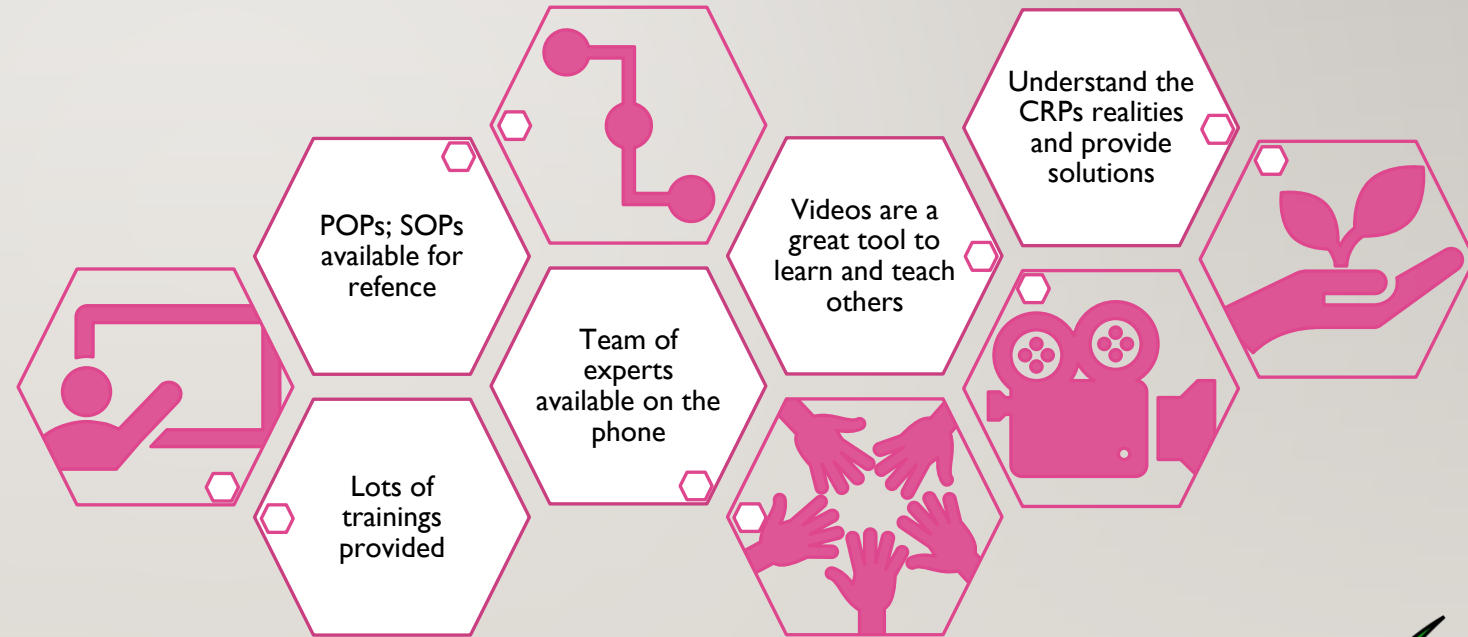 POPs; SOPs
available for
refence
Lots of
trainings
provided
Team of
experts
available on the
phone
Videos are a
great tool to
learn and teach
others
Understand the
CRPs realities
and provide
solutions